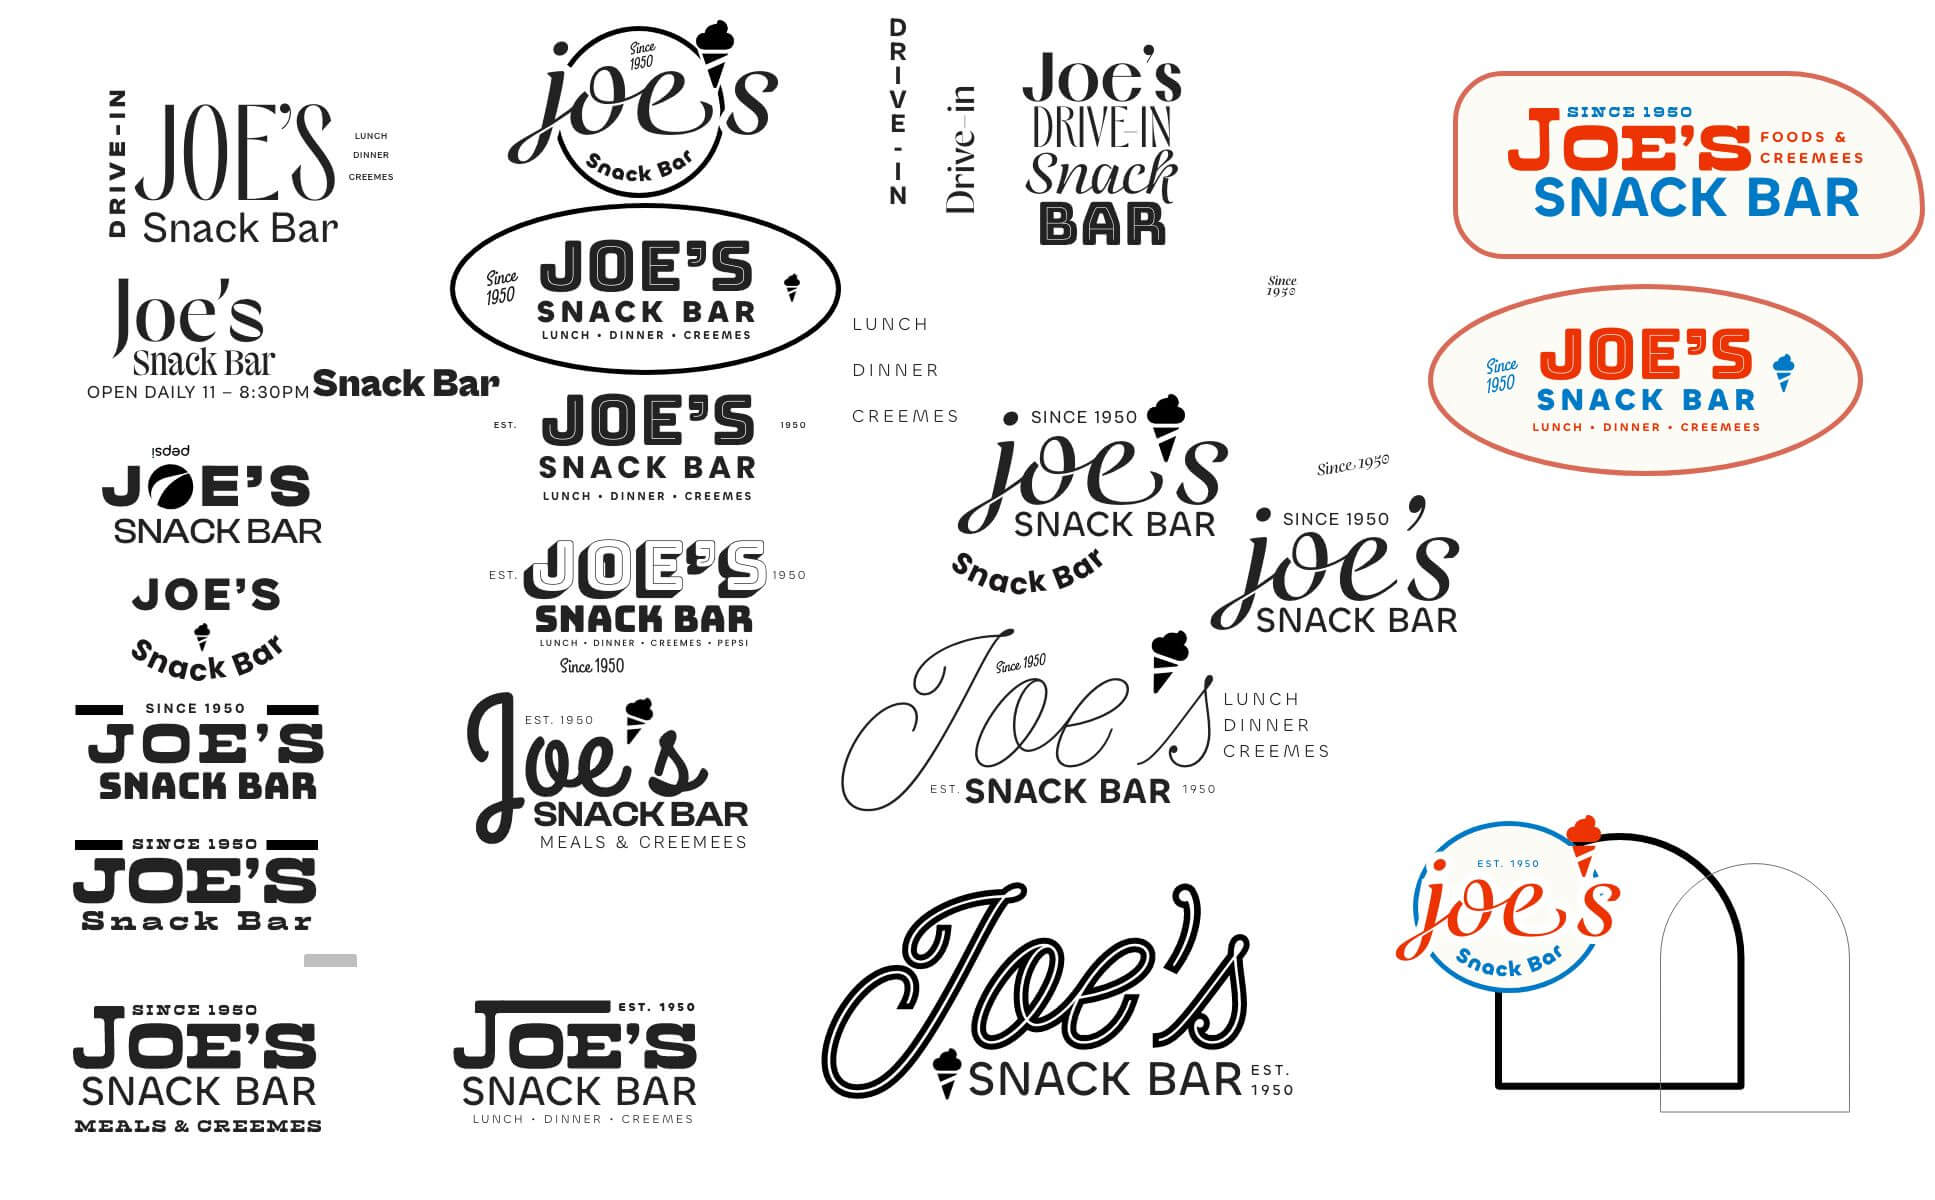 DRIVE-IN
JOE'S
Snack Bar
LUNCH
DINNER
CREEMES
Joe's
Snack Bar
OPEN DAILY 11 – 8:30PM
Snack Bar
pepsi
JOE'S
SNACK BAR
JOE'S
Snack Bar
SINCE 1950
JOE'S
SNACK BAR
SINCE 1950
JOE'S
Snack Bar
SINCE 1950
JOE'S
SNACK BAR
MEALS & CREEMES
Since
1950
joe's
Snack Bar
Since
1950
JOE'S
SNACK BAR
LUNCH • DINNER • CREEMES
EST.
JOE'S
1950
SNACK BAR
LUNCH • DINNER • CREEMES
EST.
JOE'S
1950
SNACK BAR
LUNCH • DINNER • CREEMES • PEPSI
Since 1950
EST. 1950
Joe's
SNACK BAR
MEALS & CREEMEES
EST. 1950
JOE'S
SNACK BAR
LUNCH • DINNER • CREEMES
DRIVE-IN
Drive-in
Joe's
DRIVE-IN
Snack
BAR
Since
1950
LUNCH
DINNER
CREEMES
SINCE 1950
joe's
SNACK BAR
Snack Bar
Since, 1950
SINCE 1950
joe's
SNACK BAR
Since 1950
Joe's
LUNCH
DINNER
CREEMES
EST.
SNACK BAR
1950
Joe's
SNACK BAR
EST.
1950
SINCE 1950
JOE'S
FOODS &
CREEMEES
SNACK BAR
Since
1950
JOE'S
SNACK BAR
LUNCH • DINNER • CREEMEES
EST. 1950
joe's
Snack Bar